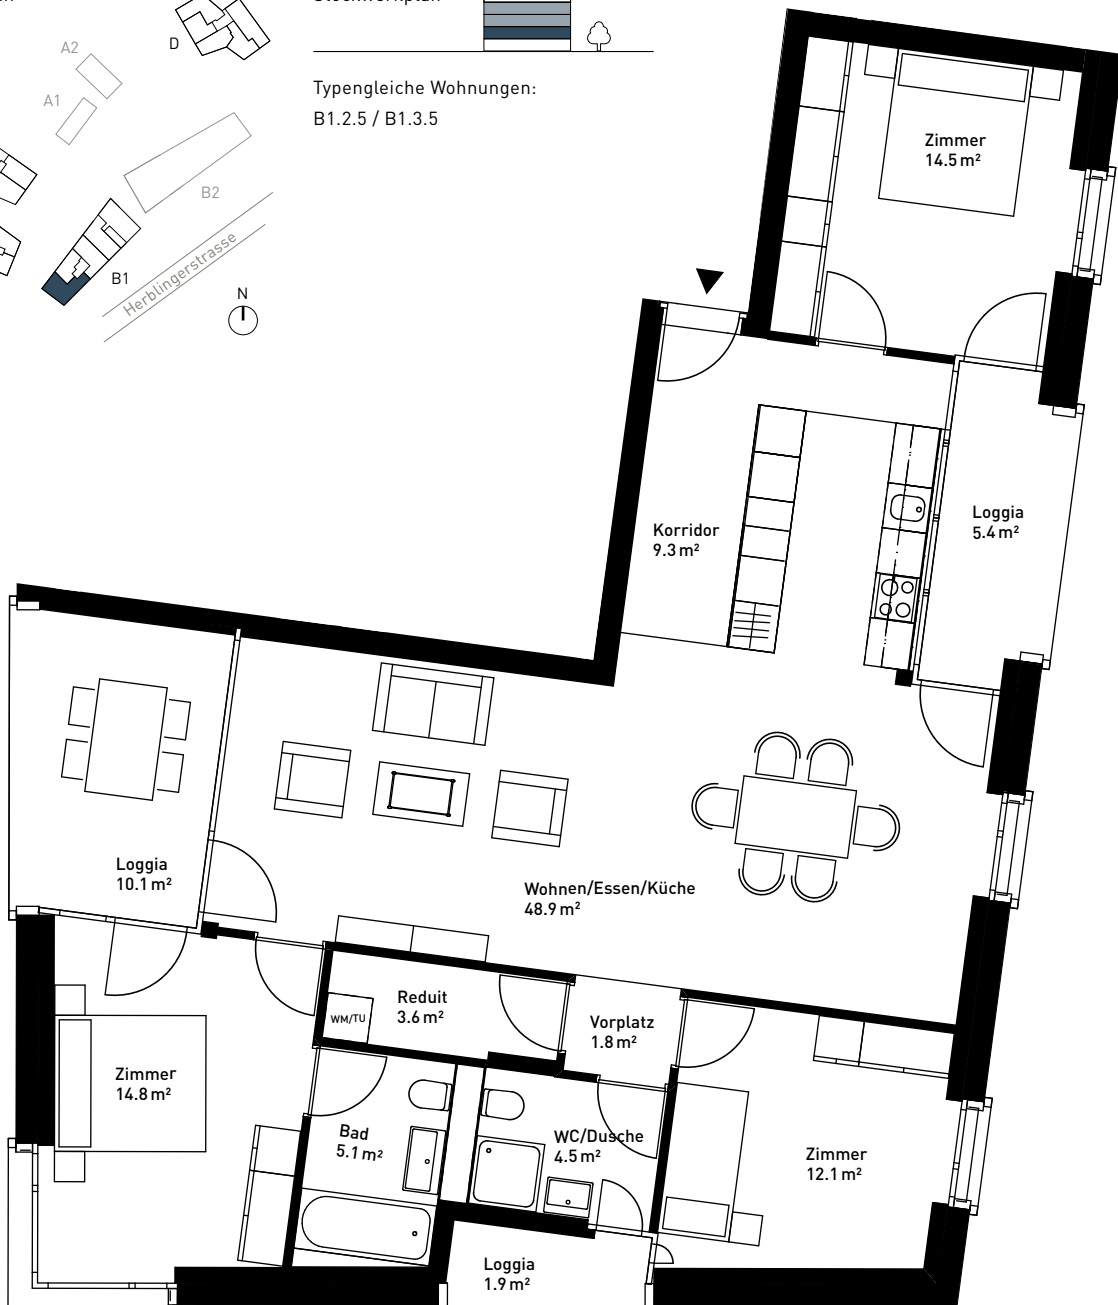 D
A2
A1
Typengleiche Wohnungen:
B1.2.5 / B1.3.5
B2
B1
Herblingerstrasse
N
Zimmer
14.5 m²
Korridor
9.3 m²
Loggia
5.4 m²
Loggia
10.1 m²
Wohnen/Essen/Küche
48.9 m²
Reduit
3.6 m²
WM/TU
Vorplatz
1.8 m²
Zimmer
14.8 m²
Bad
5.1 m²
WC/Dusche
4.5 m²
Zimmer
12.1 m²
Loggia
1.9 m²